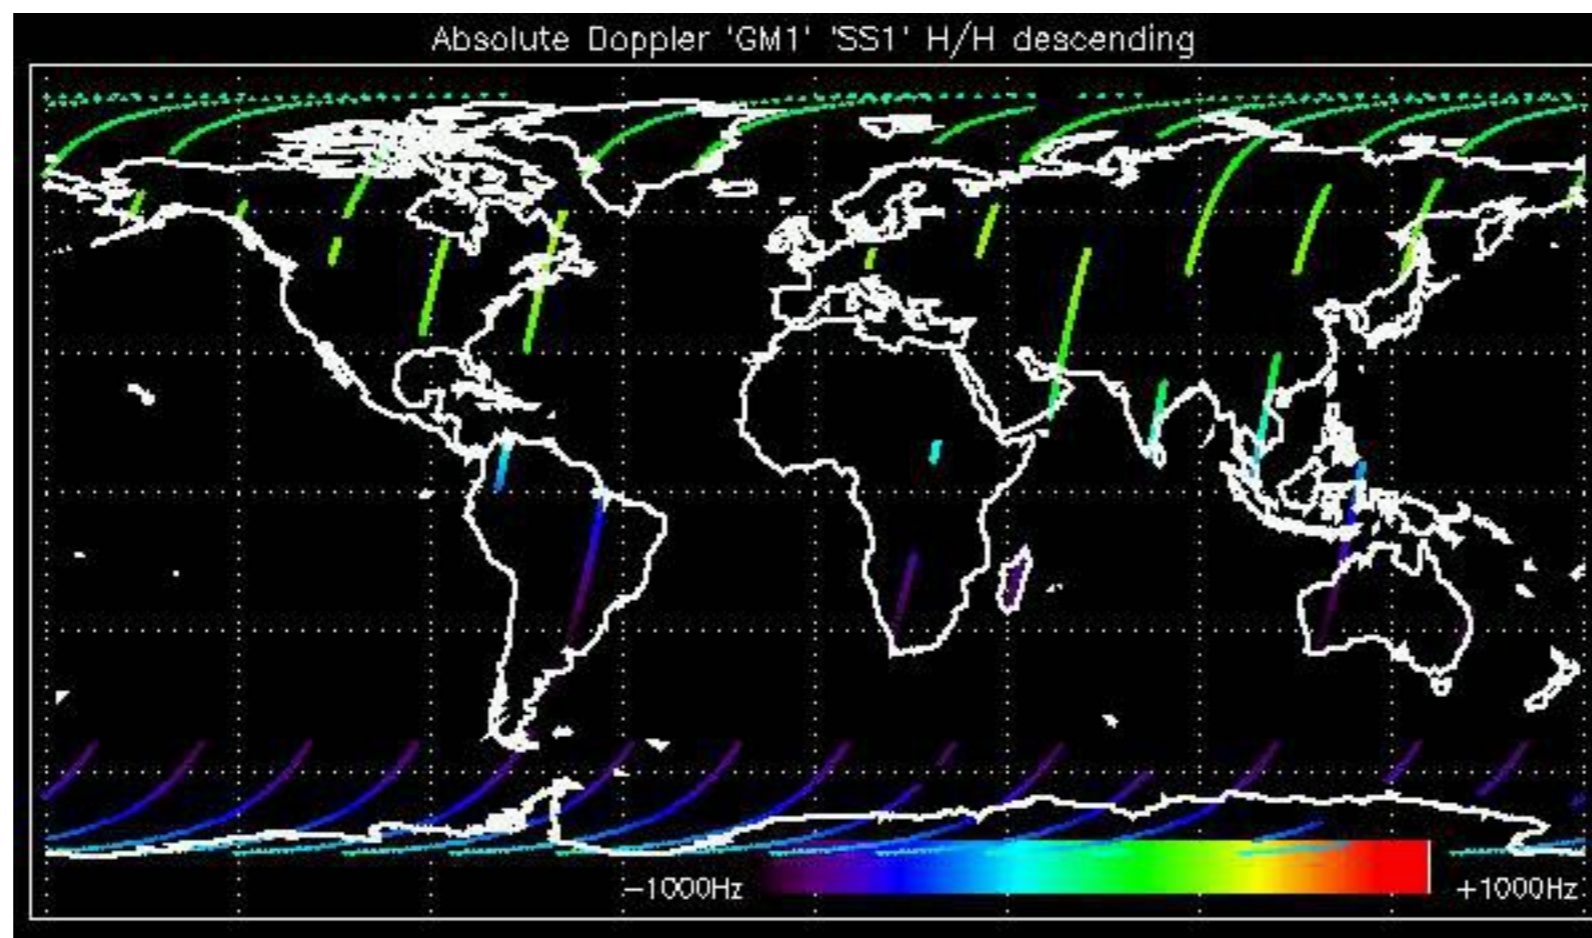 Absolute Doppler 'GM1' 'SS1' H/H descending
−1000Hz
+1000Hz